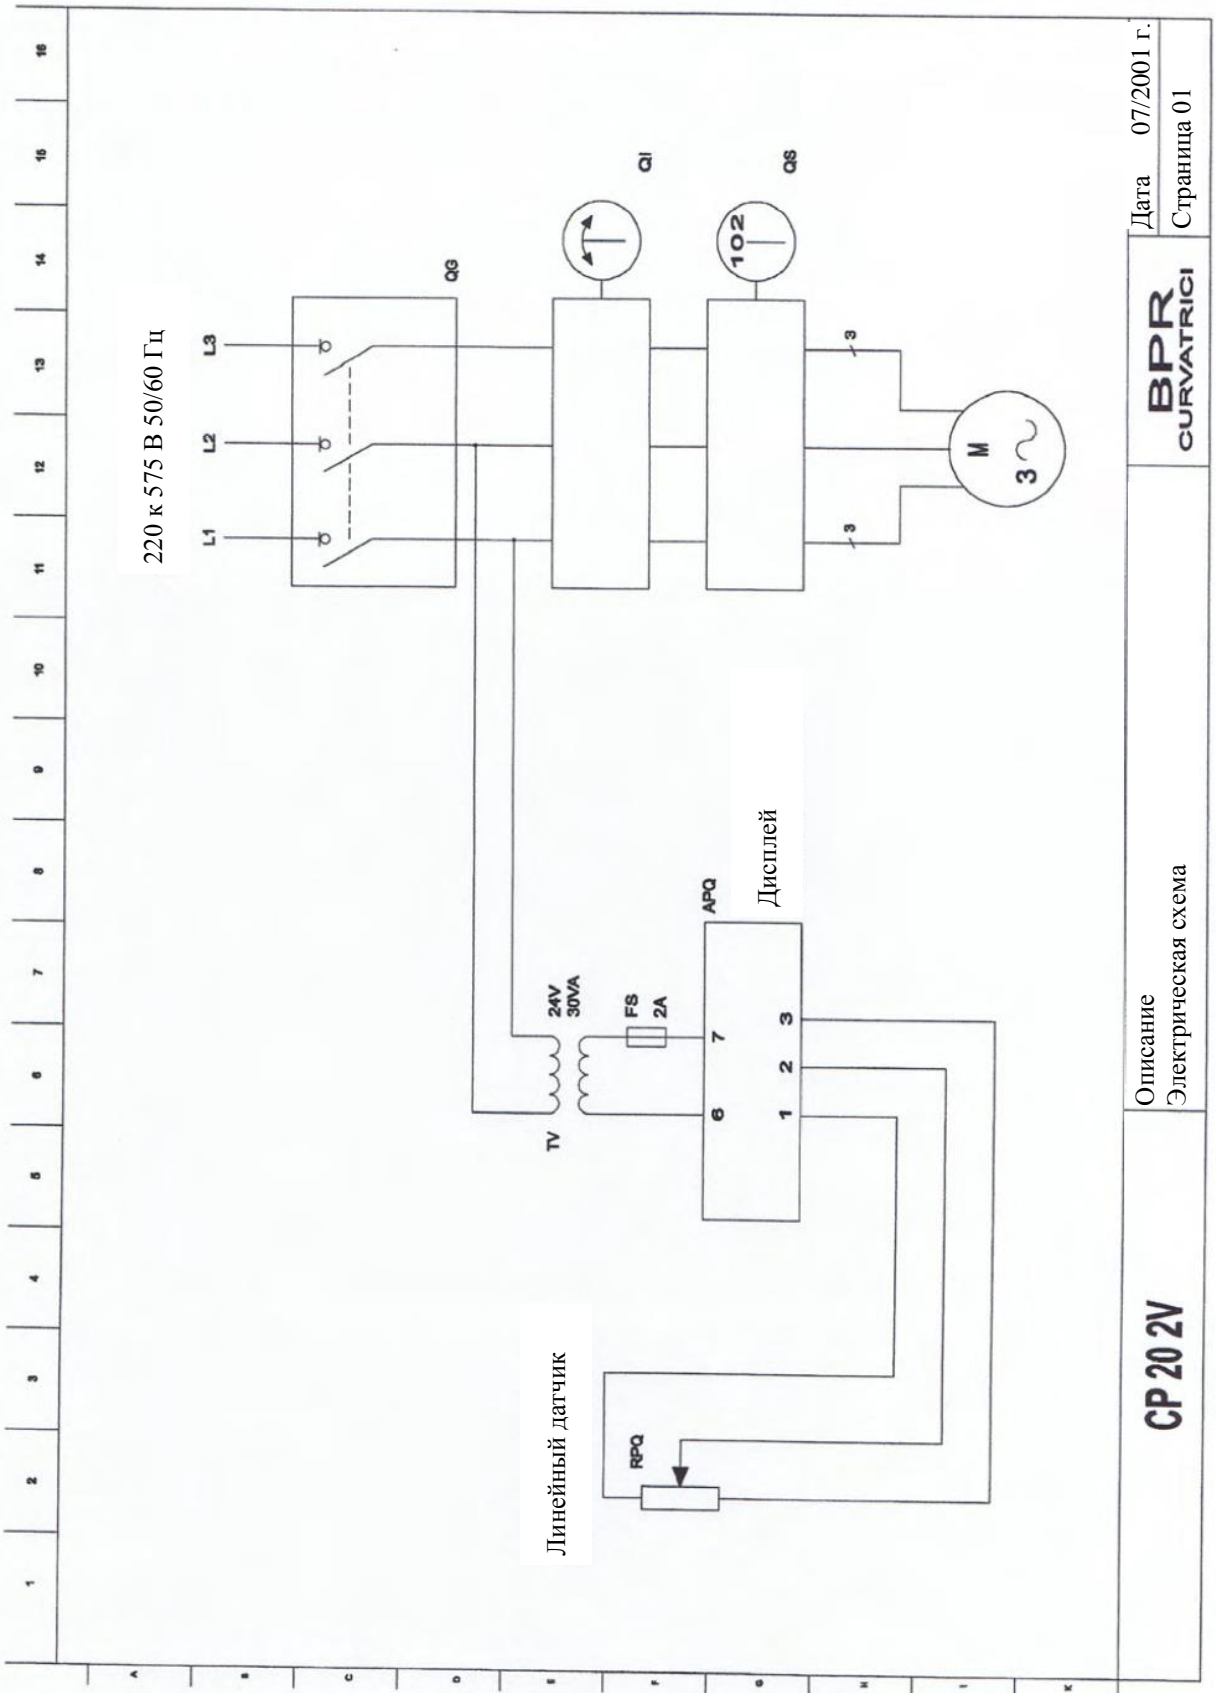 1 2 3 4 5 6 7 8 9 10 11 12 13 14 15 16
A
B
C
D
E
F
G
H
I
K
220 к 575 В 50/60 Гц
L1 L2 L3
QG
QI
102
QS
3 3
M
3
24V
30VA
TV
FS
2A
APQ
6 7
1 2 3
Дисплей
Линейный датчик
RPQ
CP 20 2V
Описание
Электрическая схема
BPR
CURVATRICI
Дата 07/2001 г.
Страница 01